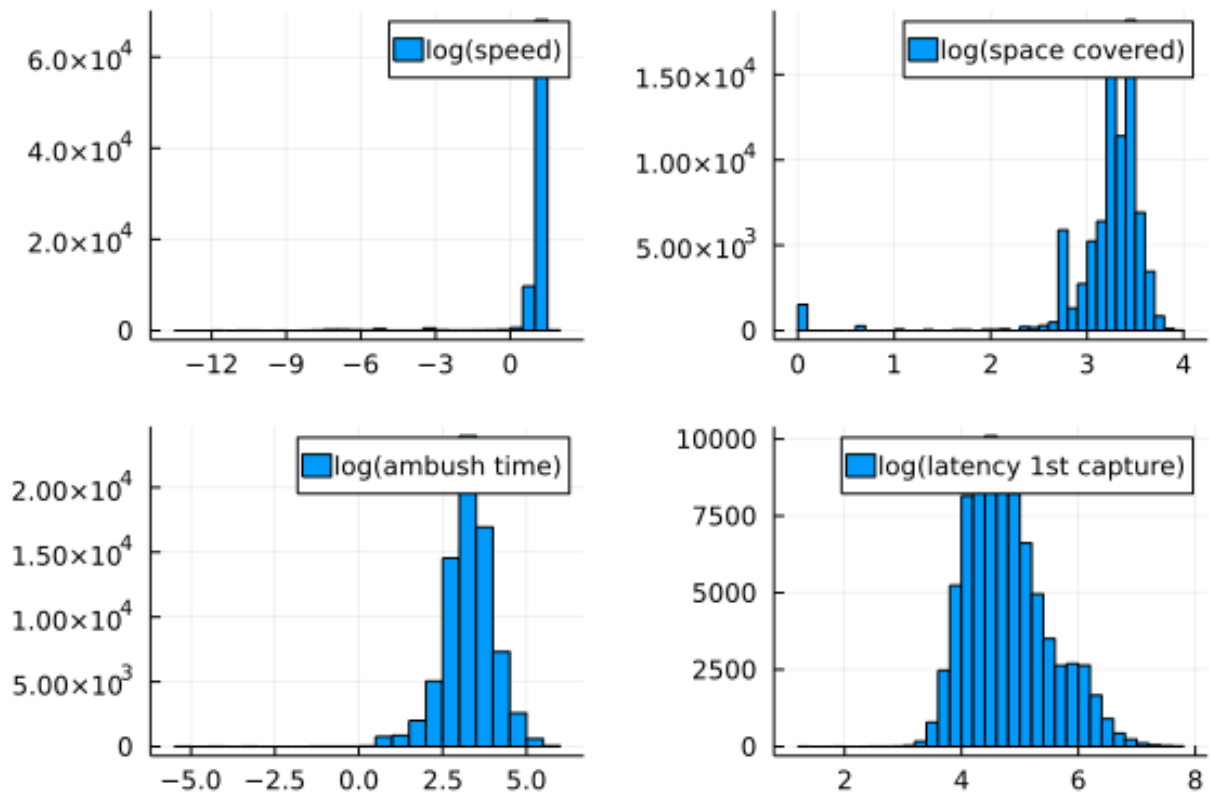 log(speed)
6.0×10⁴
4.0×10⁴
2.0×10⁴
0
−12 −9 −6 −3 0
log(space covered)
1.50×10⁴
1.00×10⁴
5.00×10³
0
0 1 2 3 4
log(ambush time)
2.00×10⁴
1.50×10⁴
1.00×10⁴
5.00×10³
0
−5.0 −2.5 0.0 2.5 5.0
log(latency 1st capture)
10000
7500
5000
2500
0
2 4 6 8